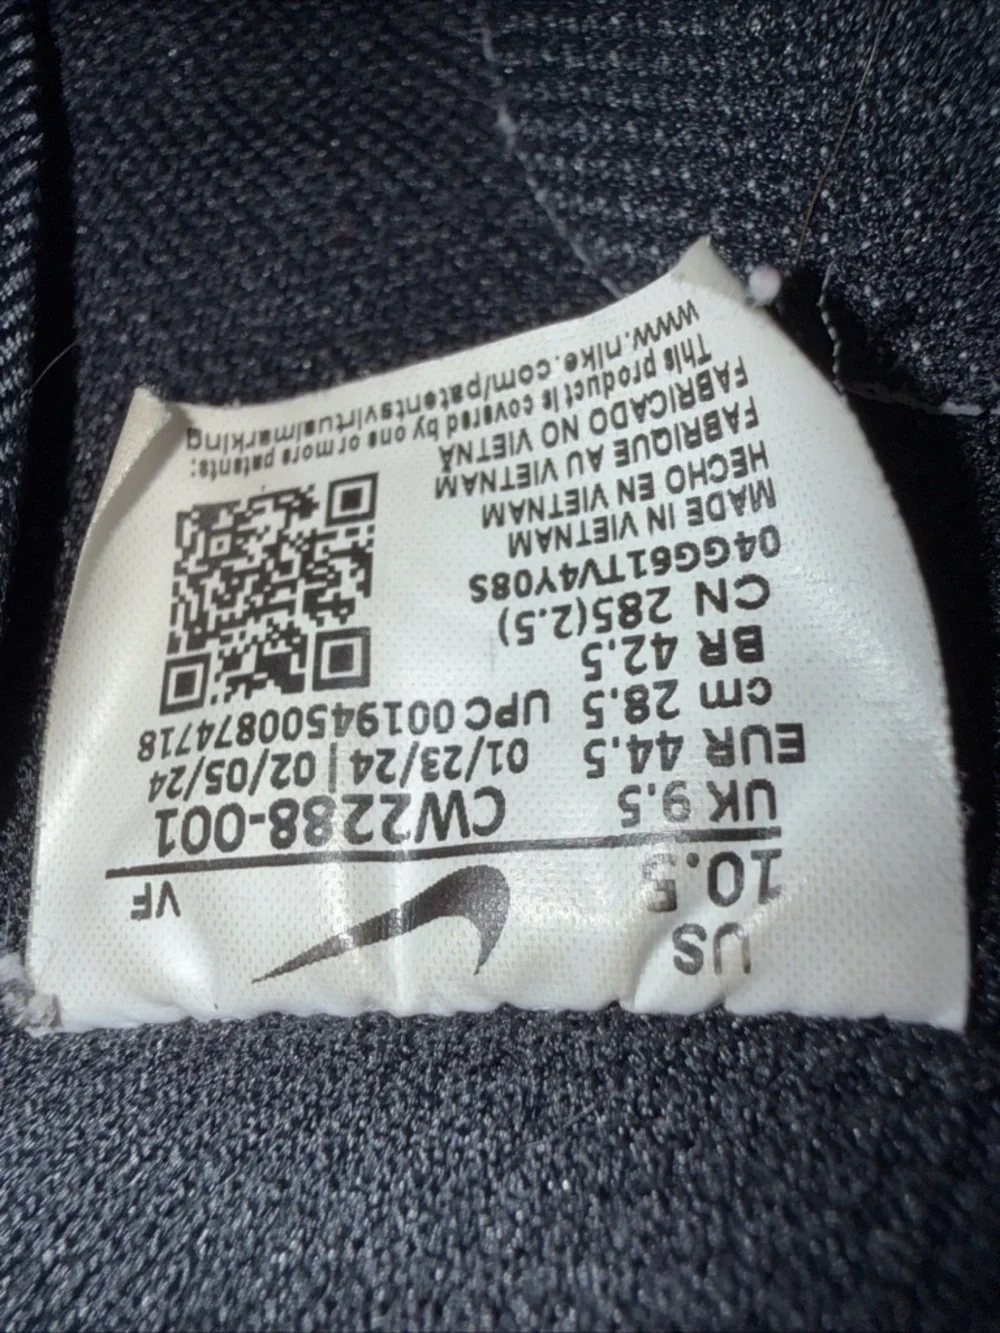 US
10.5
VF
UK 9.5
EUR 44.5
cm 28.5
BR 42.5
CN 285(2.5)
CW2288-001
01/23/24 | 02/05/24
UPC 00194500874718
04GG61TV4Y08S
MADE IN VIETNAM
HECHO EN VIETNAM
FABRIQUE AU VIETNAM
FABRICADO NO VIETNÃ
This product is covered by one or more patents:
www.nike.com/patentsvirtualmarking